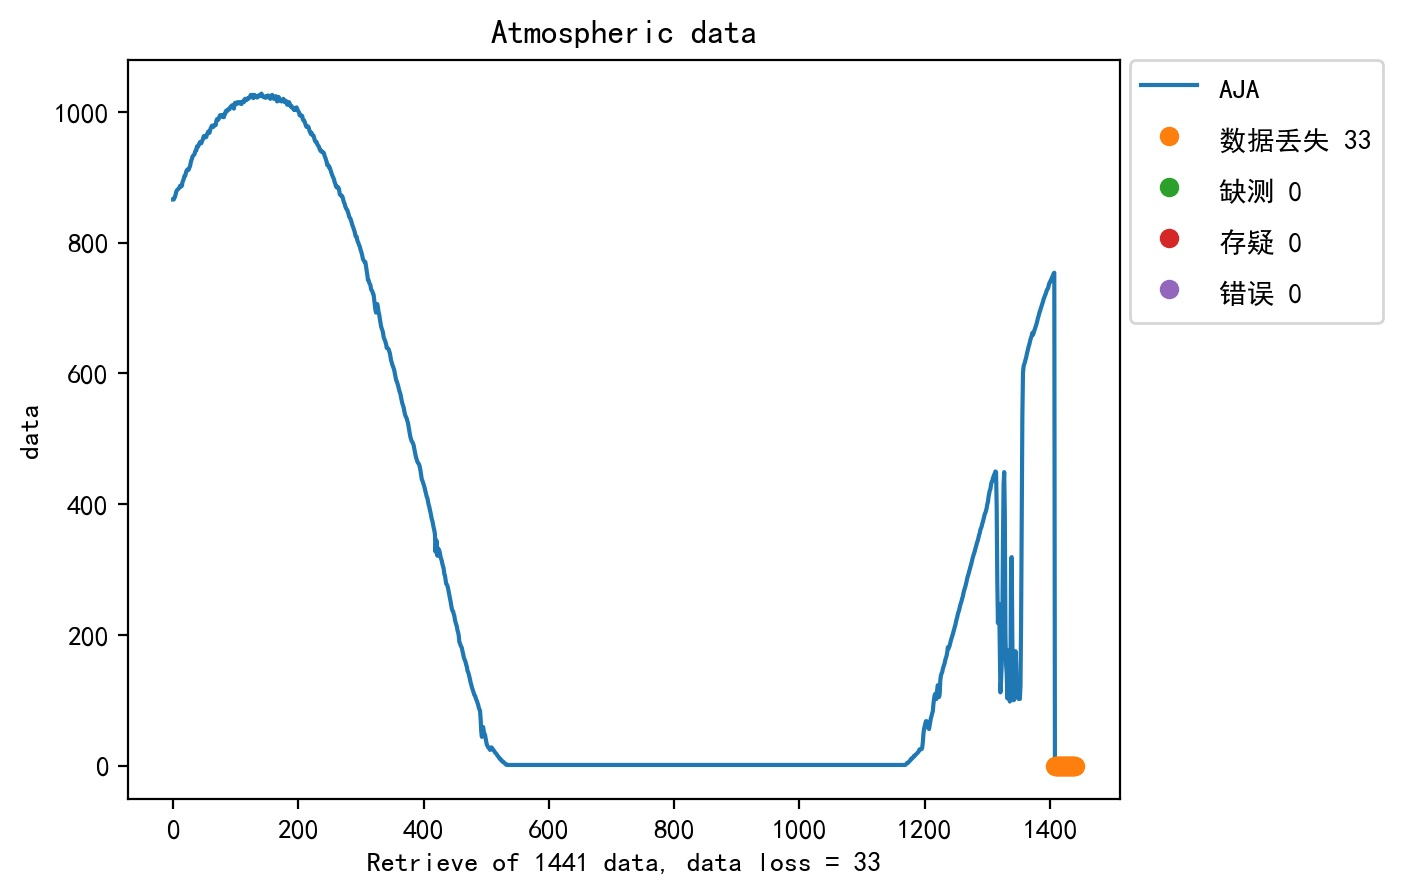 Atmospheric data
1000
800
600
400
200
0
data
0 200 400 600 800 1000 1200 1400
Retrieve of 1441 data, data loss = 33
AJA
数据丢失 33
缺测 0
存疑 0
错误 0